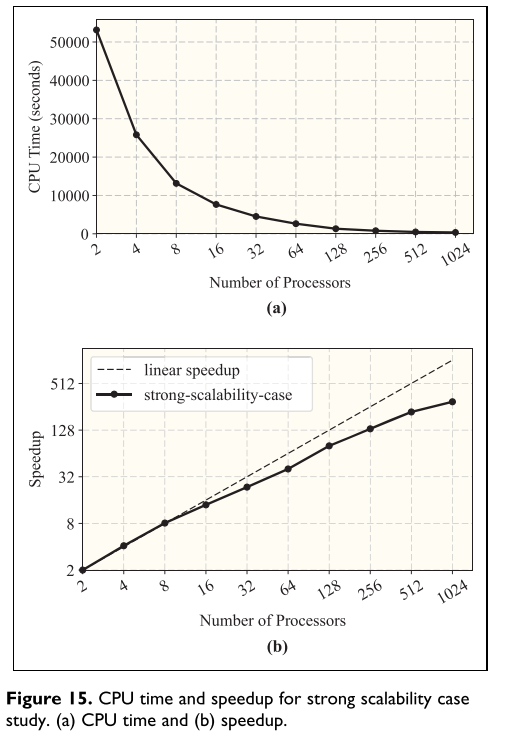 50000
40000
30000
20000
10000
0
CPU Time (seconds)
2 4 8 16 32 64 128 256 512 1024
Number of Processors
(a)
linear speedup
strong-scalability-case
512
128
32
8
2
Speedup
2 4 8 16 32 64 128 256 512 1024
Number of Processors
(b)
Figure 15. CPU time and speedup for strong scalability case
study. (a) CPU time and (b) speedup.